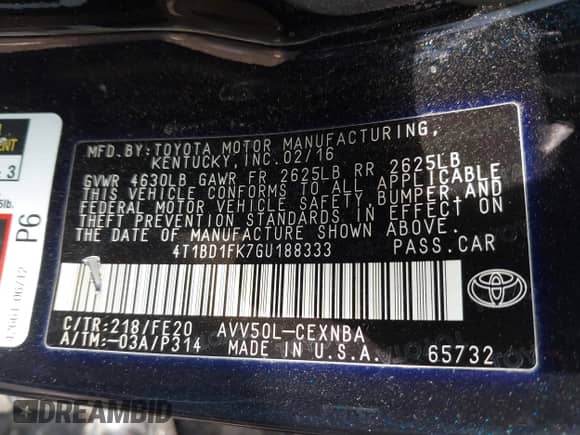 MFD.BY:TOYOTA MOTOR MANUFACTURING,
KENTUCKY,INC.02/16
GVWR 4630LB GAWR FR 2625LB RR 2625LB
THIS VEHICLE CONFORMS TO ALL APPLICABLE
FEDERAL MOTOR VEHICLE SAFETY,BUMPER,AND
THEFT PREVENTION STANDARDS IN EFFECT ON
THE DATE OF MANUFACTURE SHOWN ABOVE.
4T1BD1FK7GU188333 PASS.CAR
C/TR:218/FE20 AVV50L-CEXNBA
A/TM:-03A/P314 MADE IN U.S.A. 65732
P6
3
DREAMBID